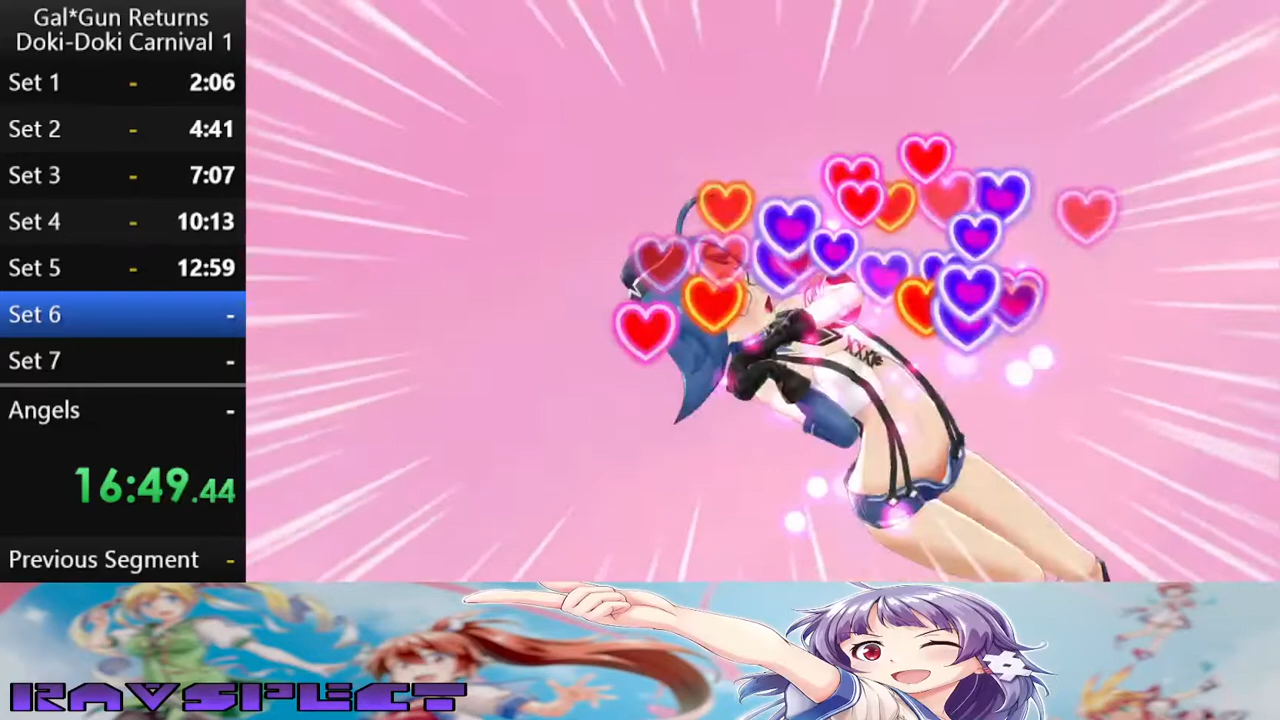 Gal*Gun Returns
Doki-Doki Carnival 1
Set 1 - 2:06
Set 2 - 4:41
Set 3 - 7:07
Set 4 - 10:13
Set 5 - 12:59
Set 6 -
Set 7 -
Angels -
16:49.44
Previous Segment -
RAVSPLECT